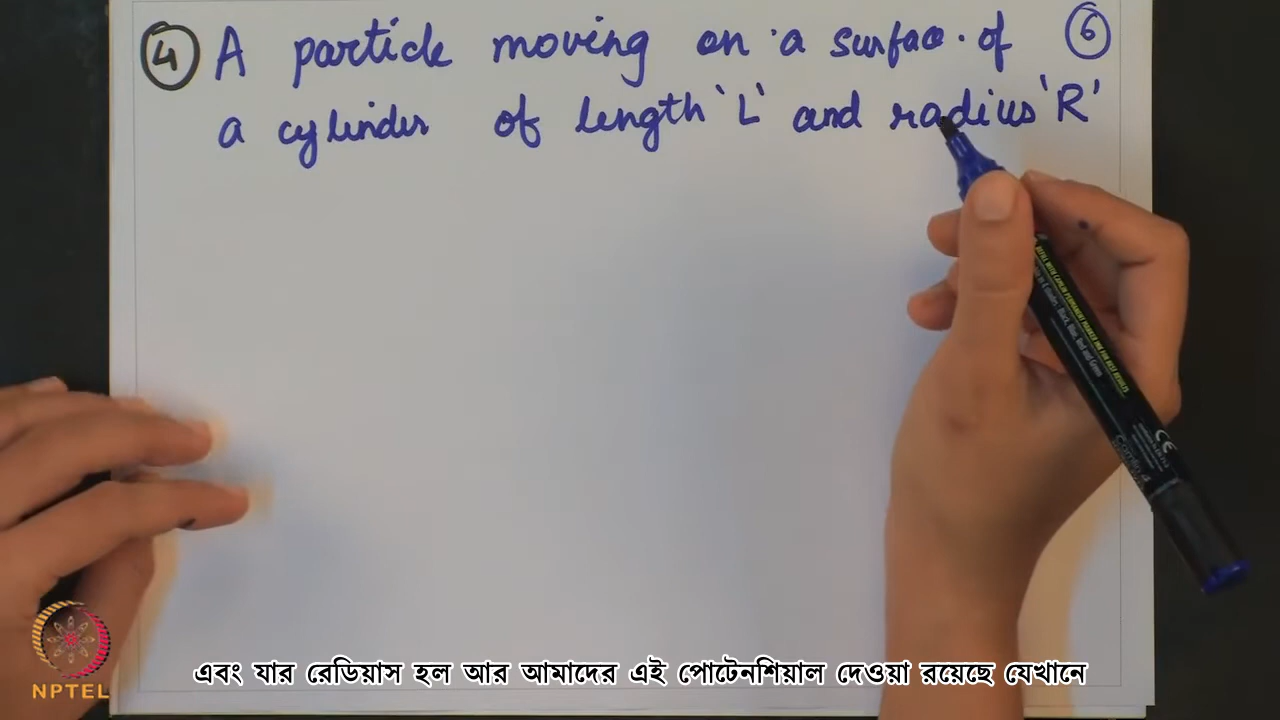 ④ A particle moving on a surface of ⑥
a cylinder of length 'L' and radius 'R'
এবং যার রেডিয়াস হল আর আমাদের এই পোটেনশিয়াল দেওয়া রয়েছে যেখানে
NPTEL